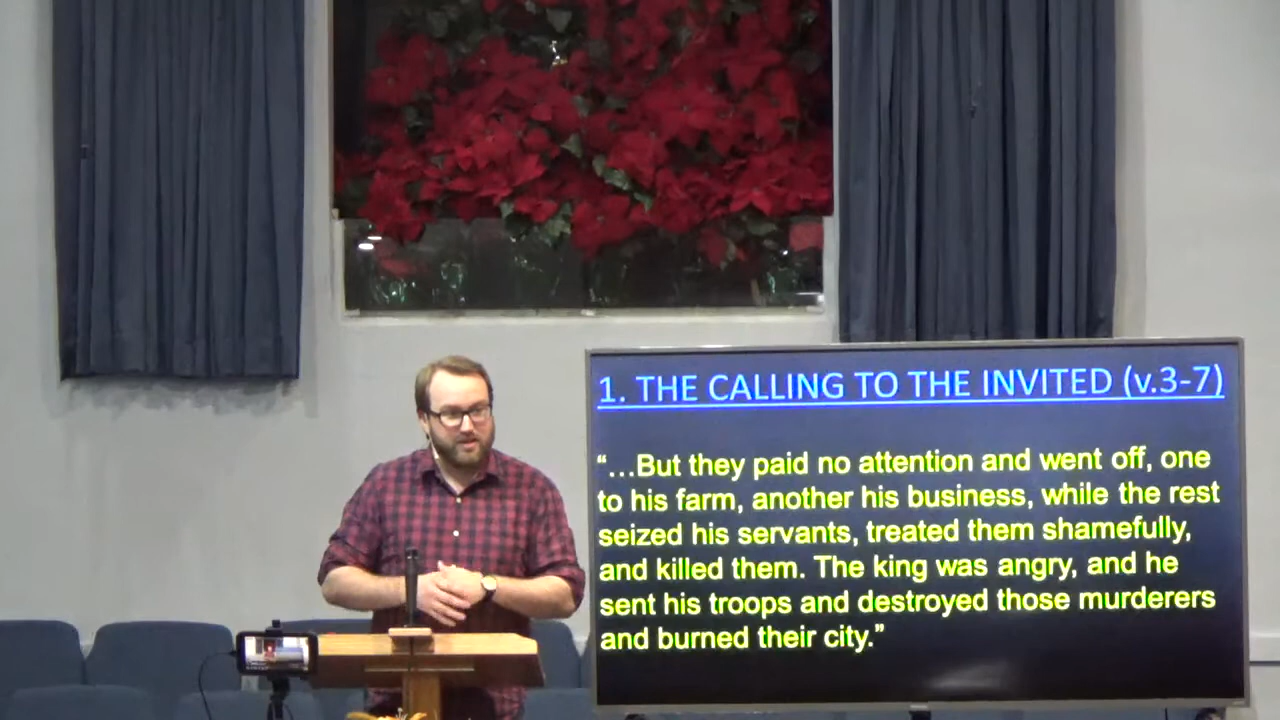 1. THE CALLING TO THE INVITED (v.3-7)
“…But they paid no attention and went off, one
to his farm, another his business, while the rest
seized his servants, treated them shamefully,
and killed them. The king was angry, and he
sent his troops and destroyed those murderers
and burned their city.”